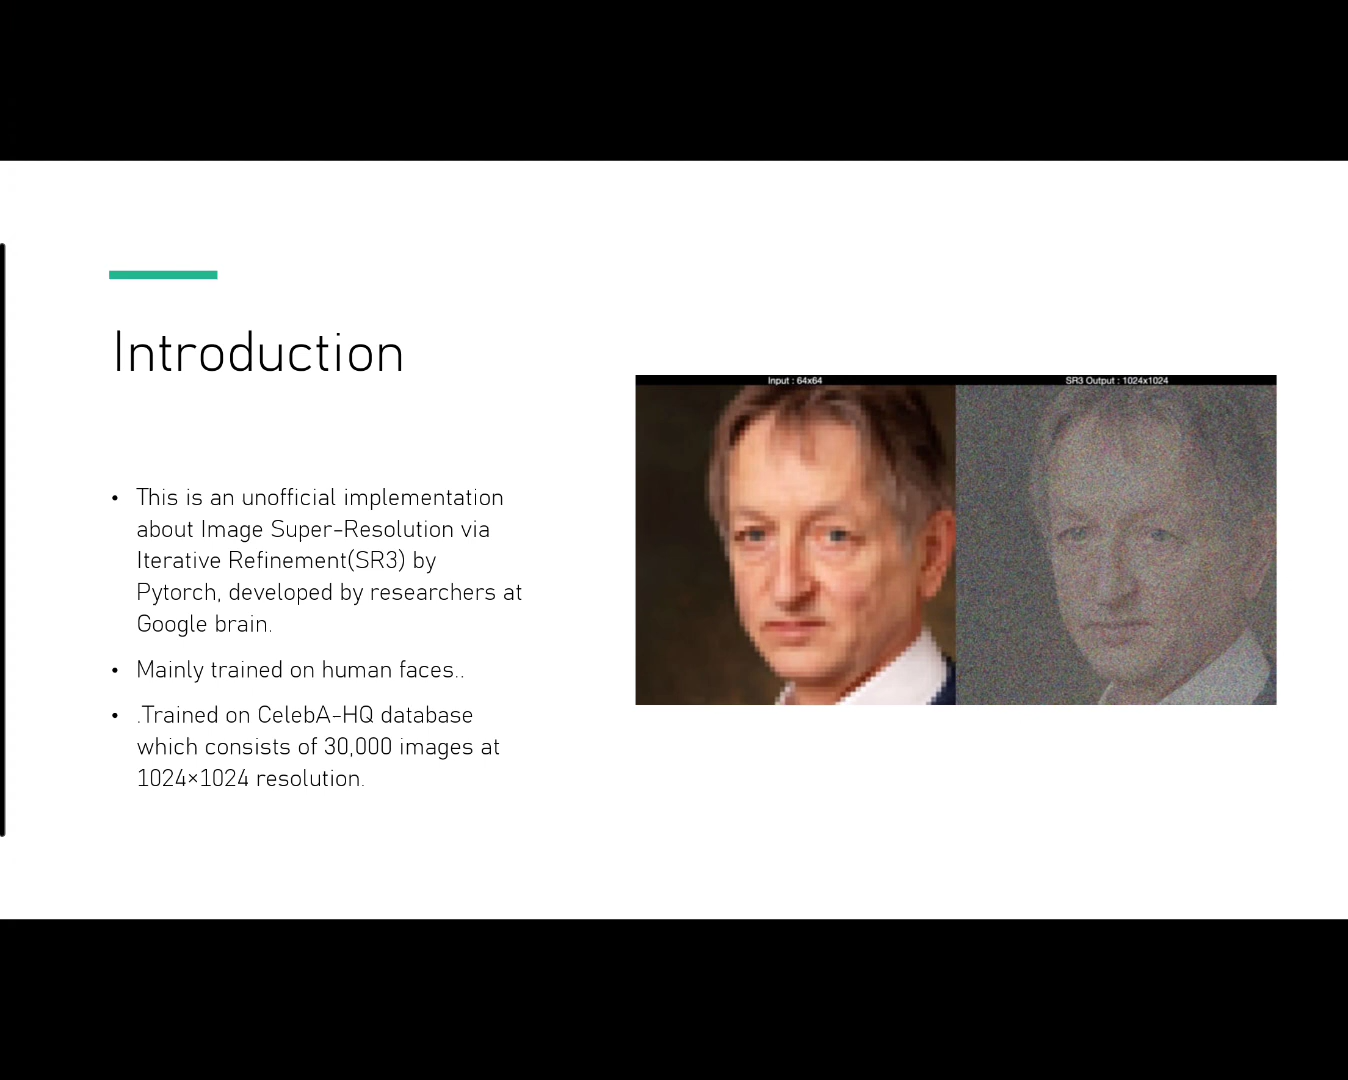 Introduction
• This is an unofficial implementation
about Image Super-Resolution via
Iterative Refinement(SR3) by
Pytorch, developed by researchers at
Google brain.
• Mainly trained on human faces..
• .Trained on CelebA-HQ database
which consists of 30,000 images at
1024×1024 resolution.
Input : 64x64
SR3 Output : 1024x1024